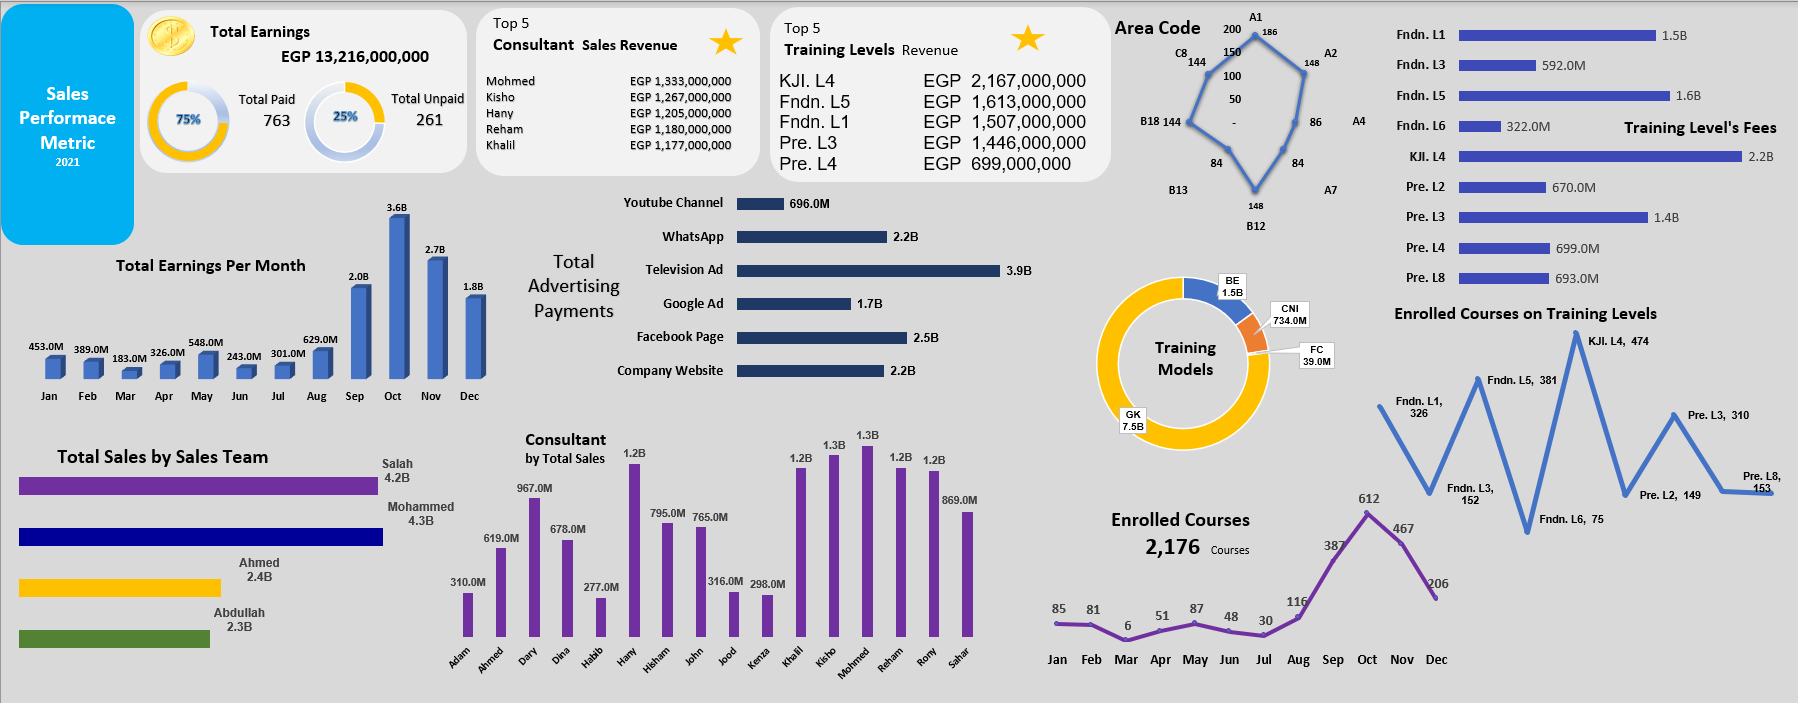 Sales
Performace
Metric
2021
Total Earnings
EGP 13,216,000,000
75%
Total Paid
763
25%
Total Unpaid
261
Top 5
Consultant Sales Revenue
Mohmed EGP 1,333,000,000
Kisho EGP 1,267,000,000
Hany EGP 1,205,000,000
Reham EGP 1,180,000,000
Khalil EGP 1,177,000,000
Top 5
Training Levels Revenue
KJI. L4 EGP 2,167,000,000
Fndn. L5 EGP 1,613,000,000
Fndn. L1 EGP 1,507,000,000
Pre. L3 EGP 1,446,000,000
Pre. L4 EGP 699,000,000
Area Code
A1
200
186
C8
150
A2
144
148
100
50
B18 144
-
86
A4
84
84
B13
A7
148
B12
Fndn. L1 1.5B
Fndn. L3 592.0M
Fndn. L5 1.6B
Fndn. L6 322.0M
Training Level's Fees
KJI. L4 2.2B
Pre. L2 670.0M
Pre. L3 1.4B
Pre. L4 699.0M
Pre. L8 693.0M
Total Earnings Per Month
453.0M
389.0M
183.0M
326.0M
548.0M
243.0M
301.0M
629.0M
2.0B
3.6B
2.7B
1.8B
Jan Feb Mar Apr May Jun Jul Aug Sep Oct Nov Dec
Total
Advertising
Payments
Youtube Channel 696.0M
WhatsApp 2.2B
Television Ad 3.9B
Google Ad 1.7B
Facebook Page 2.5B
Company Website 2.2B
Training
Models
BE
1.5B
CNI
734.0M
FC
39.0M
GK
7.5B
Enrolled Courses on Training Levels
Fndn. L1,
326
Fndn. L3,
152
Fndn. L5, 381
Fndn. L6, 75
KJI. L4, 474
Pre. L2, 149
Pre. L3, 310
Pre. L8,
153
Total Sales by Sales Team
Salah
4.2B
Mohammed
4.3B
Ahmed
2.4B
Abdullah
2.3B
Consultant
by Total Sales
310.0M
619.0M
967.0M
678.0M
277.0M
1.2B
795.0M
765.0M
316.0M
298.0M
1.2B
1.3B
1.3B
1.2B
1.2B
869.0M
Adam
Ahmed
Dary
Dina
Habib
Hany
Hisham
John
Jood
Kenza
Khalil
Kisho
Mohmed
Reham
Rony
Sahar
Enrolled Courses
2,176 Courses
85
81
6
51
87
48
30
116
387
612
467
206
Jan Feb Mar Apr May Jun Jul Aug Sep Oct Nov Dec